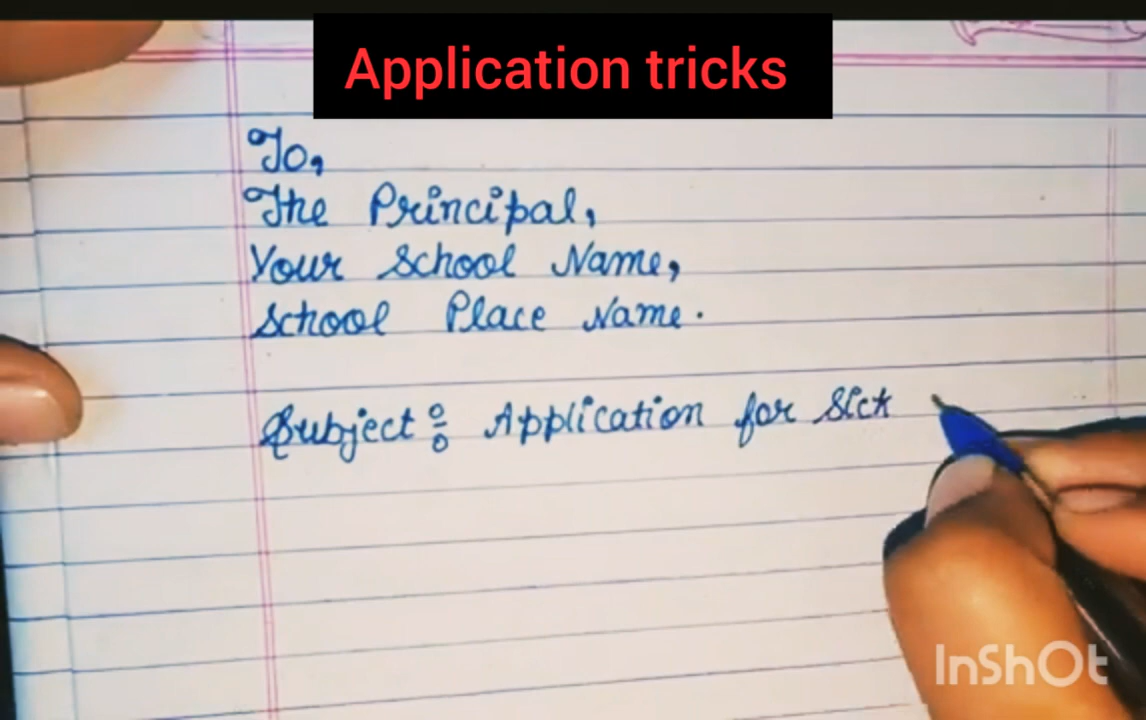 Application tricks
To,
The Principal,
Your School Name,
School Place Name.
Subject: Application for Sick
InShOt